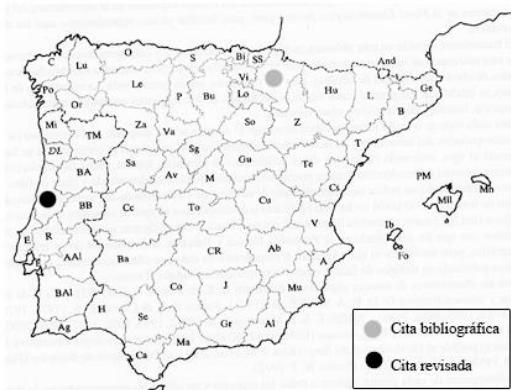 And
C Lu O S Bi SS
Po Le Vi Hu L Ge
Or P Bu Lo B
Mi TM Za Va So Z T
DL Sg
BA Sa Av M Gu Te Cs PM Mh
BB Cc To Cu V Ib Mll
E R Fo
AAl Ba CR Ab A
BAl Co J Mu
Ag H Se Gr Al
Ca Ma
Cita bibliográfica
Cita revisada